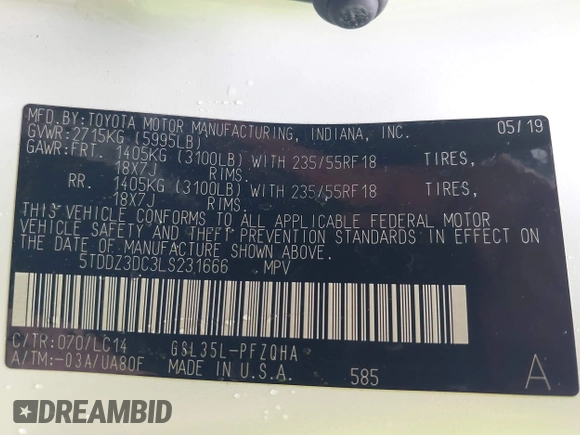 MFD.BY:TOYOTA MOTOR MANUFACTURING, INDIANA, INC. 05/19
GVWR:2715KG (5995LB)
GAWR:FRT. 1405KG (3100LB) WITH 235/55RF18 TIRES,
18X7J RIMS.
RR. 1405KG (3100LB) WITH 235/55RF18 TIRES,
18X7J RIMS.
THIS VEHICLE CONFORMS TO ALL APPLICABLE FEDERAL MOTOR
VEHICLE SAFETY AND THEFT PREVENTION STANDARDS IN EFFECT ON
THE DATE OF MANUFACTURE SHOWN ABOVE.
5TDDZ3DC3LS231666 MPV
C/TR:070/LC14 GSL35L-PFZQHA
A/TM:-03A/UA80F MADE IN U.S.A. 585 A
DREAMBID